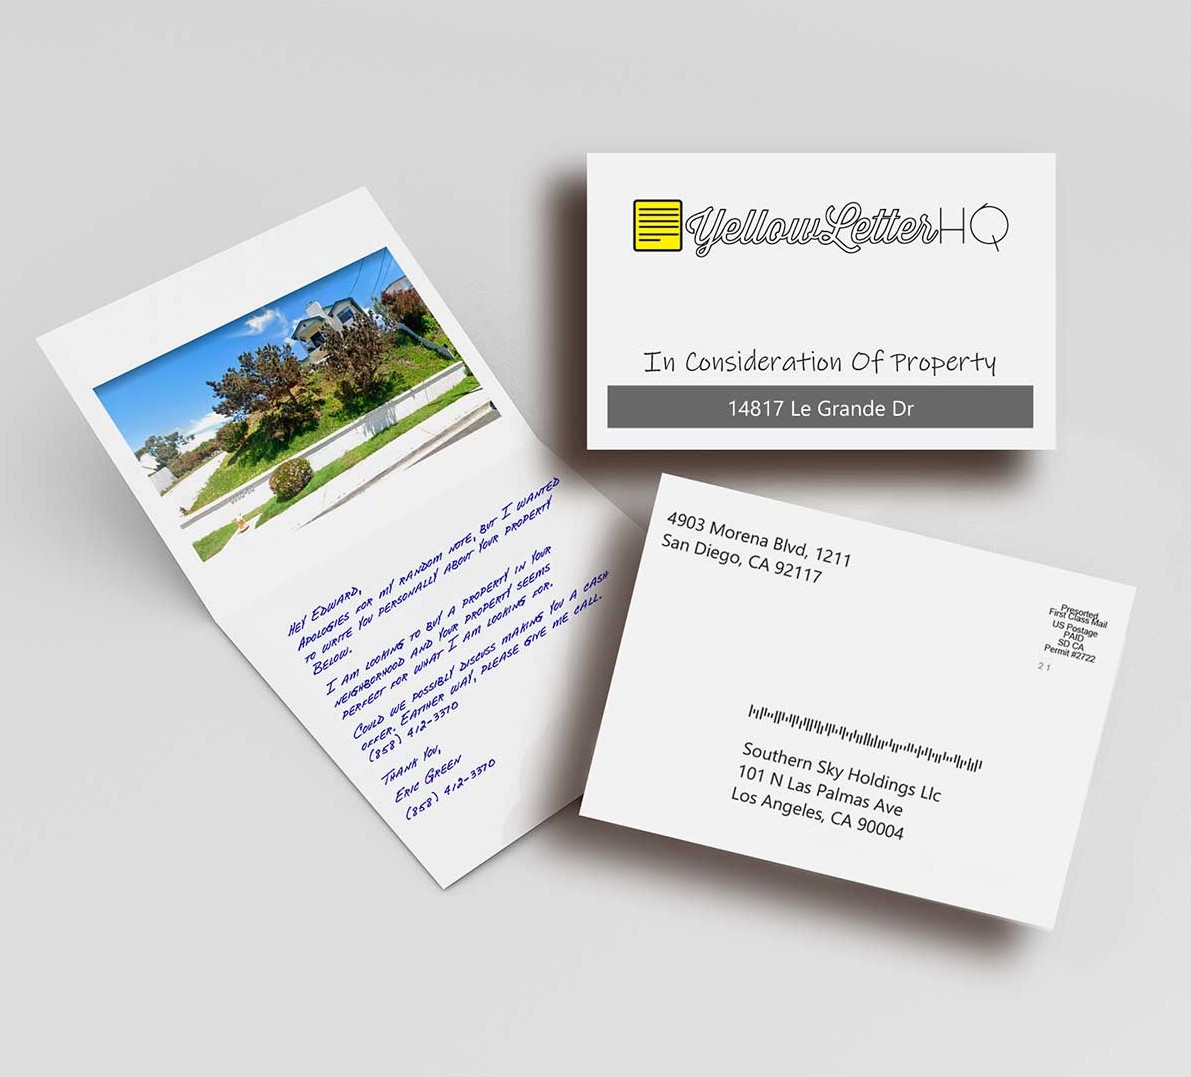 YellowLetterHQ
In Consideration Of Property
14817 Le Grande Dr
HEY EDWARD,
APOLOGIES FOR MY RANDOM NOTE, BUT I WANTED
TO WRITE YOU PERSONALLY ABOUT YOUR PROPERTY
BELOW.
I AM LOOKING TO BUY A PROPERTY IN YOUR
NEIGHBORHOOD AND YOUR PROPERTY SEEMS
PERFECT FOR WHAT I AM LOOKING FOR.
COULD WE POSSIBLY DISCUSS MAKING YOU A CASH
OFFER. EATIHER WAY, PLEASE GIVE ME CALL.
(858) 412-3370
THANK YOU,
ERIC GREEN
(858) 412-3370
4903 Morena Blvd, 1211
San Diego, CA 92117
Presorted
First Class Mail
US Postage
PAID
SD CA
Permit #2722
21
Southern Sky Holdings Llc
101 N Las Palmas Ave
Los Angeles, CA 90004